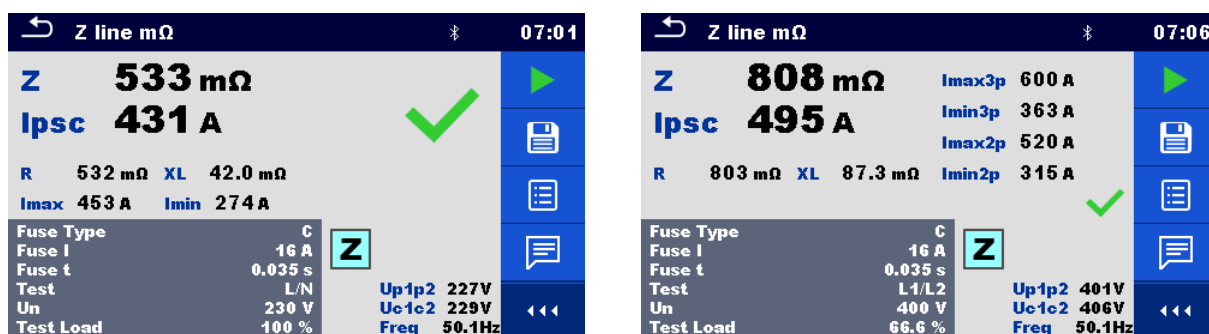 Z line mΩ 07:01
Z 533 mΩ
Ipsc 431 A
R 532 mΩ XL 42.0 mΩ
Imax 453 A Imin 274 A
Fuse Type C
Fuse I 16 A
Fuse t 0.035 s
Test L/N
Un 230 V
Test Load 100 %
Z
Up1p2 227V
Uc1c2 229V
Freq 50.1Hz
Z line mΩ 07:06
Z 808 mΩ
Ipsc 495 A
Imax3p 600 A
Imin3p 363 A
Imax2p 520 A
Imin2p 315 A
R 803 mΩ XL 87.3 mΩ
Fuse Type C
Fuse I 16 A
Fuse t 0.035 s
Test L1/L2
Un 400 V
Test Load 66.6 %
Z
Up1p2 401V
Uc1c2 406V
Freq 50.1Hz